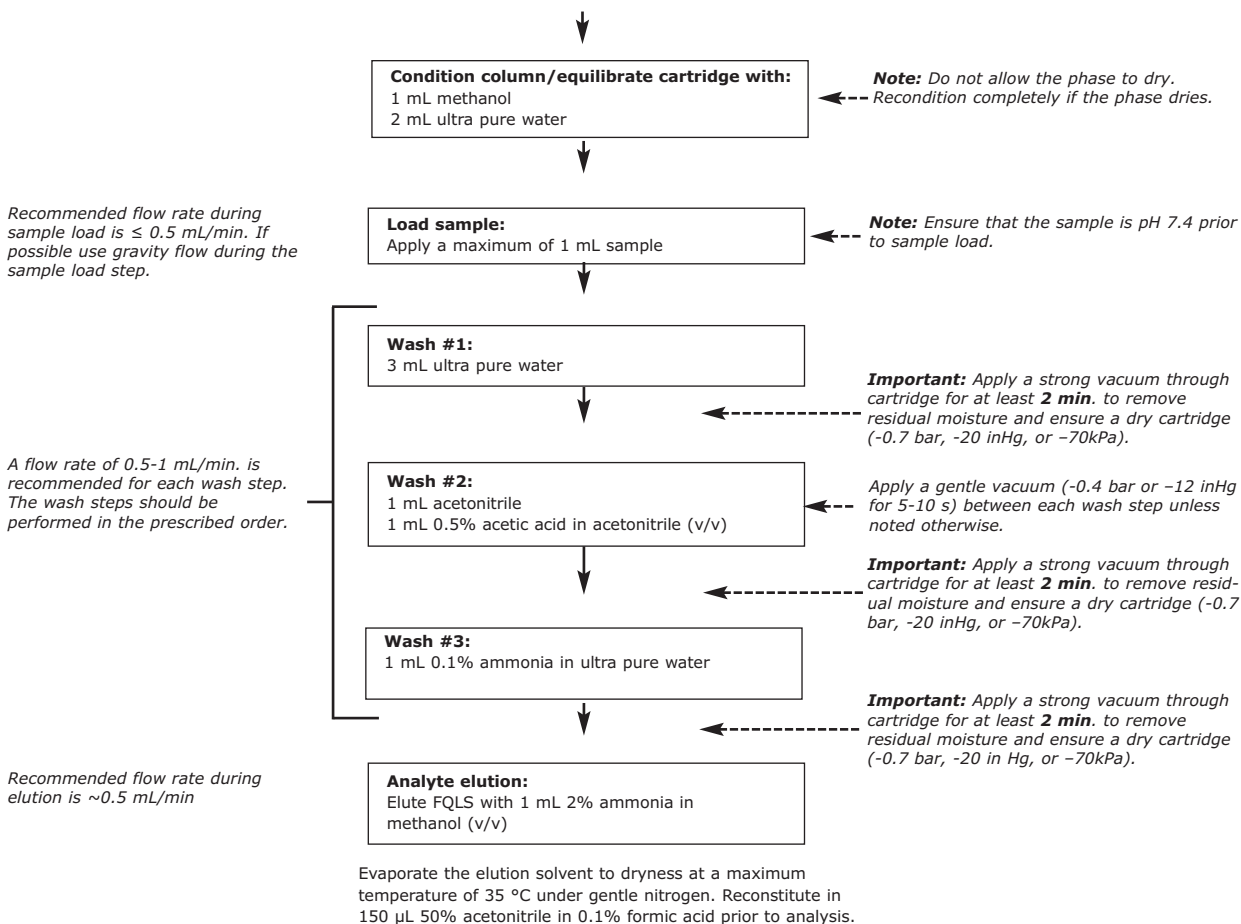 Condition column/equilibrate cartridge with:
1 mL methanol
2 mL ultra pure water
Note: Do not allow the phase to dry.
Recondition completely if the phase dries.
Recommended flow rate during
sample load is ≤ 0.5 mL/min. If
possible use gravity flow during the
sample load step.
Load sample:
Apply a maximum of 1 mL sample
Note: Ensure that the sample is pH 7.4 prior
to sample load.
Wash #1:
3 mL ultra pure water
Important: Apply a strong vacuum through
cartridge for at least 2 min. to remove
residual moisture and ensure a dry cartridge
(-0.7 bar, -20 inHg, or –70kPa).
A flow rate of 0.5-1 mL/min. is
recommended for each wash step.
The wash steps should be
performed in the prescribed order.
Wash #2:
1 mL acetonitrile
1 mL 0.5% acetic acid in acetonitrile (v/v)
Apply a gentle vacuum (-0.4 bar or –12 inHg
for 5-10 s) between each wash step unless
noted otherwise.
Important: Apply a strong vacuum through
cartridge for at least 2 min. to remove resid-
ual moisture and ensure a dry cartridge (-0.7
bar, -20 inHg, or –70kPa).
Wash #3:
1 mL 0.1% ammonia in ultra pure water
Important: Apply a strong vacuum through
cartridge for at least 2 min. to remove
residual moisture and ensure a dry cartridge
(-0.7 bar, -20 in Hg, or –70kPa).
Recommended flow rate during
elution is ~0.5 mL/min
Analyte elution:
Elute FQLS with 1 mL 2% ammonia in
methanol (v/v)
Evaporate the elution solvent to dryness at a maximum
temperature of 35 °C under gentle nitrogen. Reconstitute in
150 µL 50% acetonitrile in 0.1% formic acid prior to analysis.